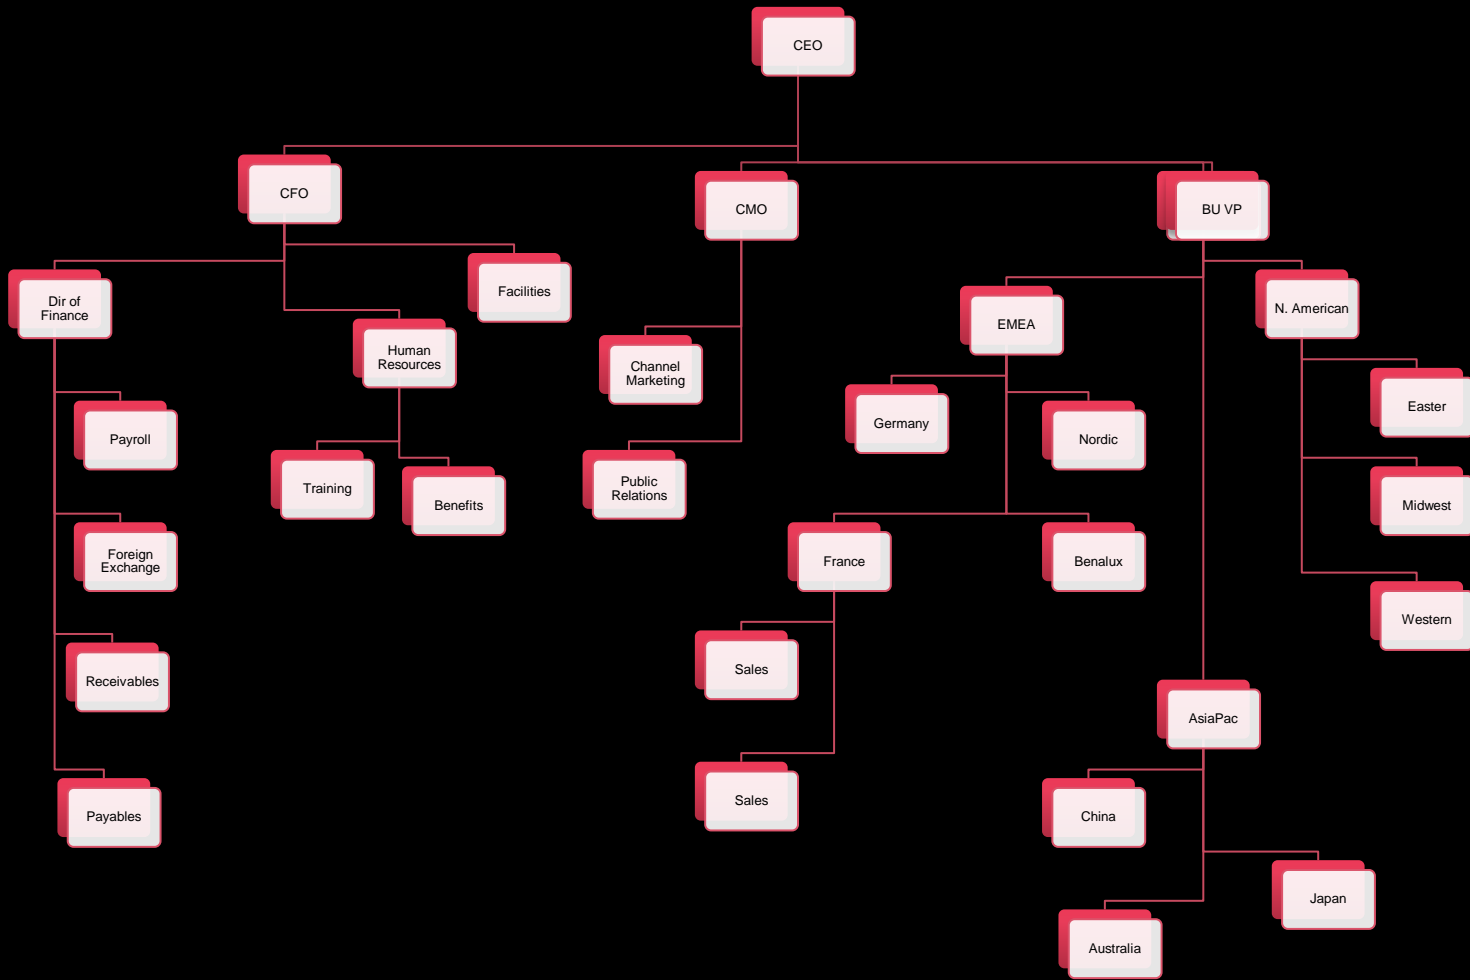 CEO
CFO
CMO
BU VP
Dir of
Finance
Facilities
EMEA
N. American
Human
Resources
Channel
Marketing
Germany
Nordic
Easter
Payroll
Training
Benefits
Public
Relations
Midwest
Foreign
Exchange
France
Benalux
Western
Receivables
Sales
AsiaPac
Payables
Sales
China
Japan
Australia